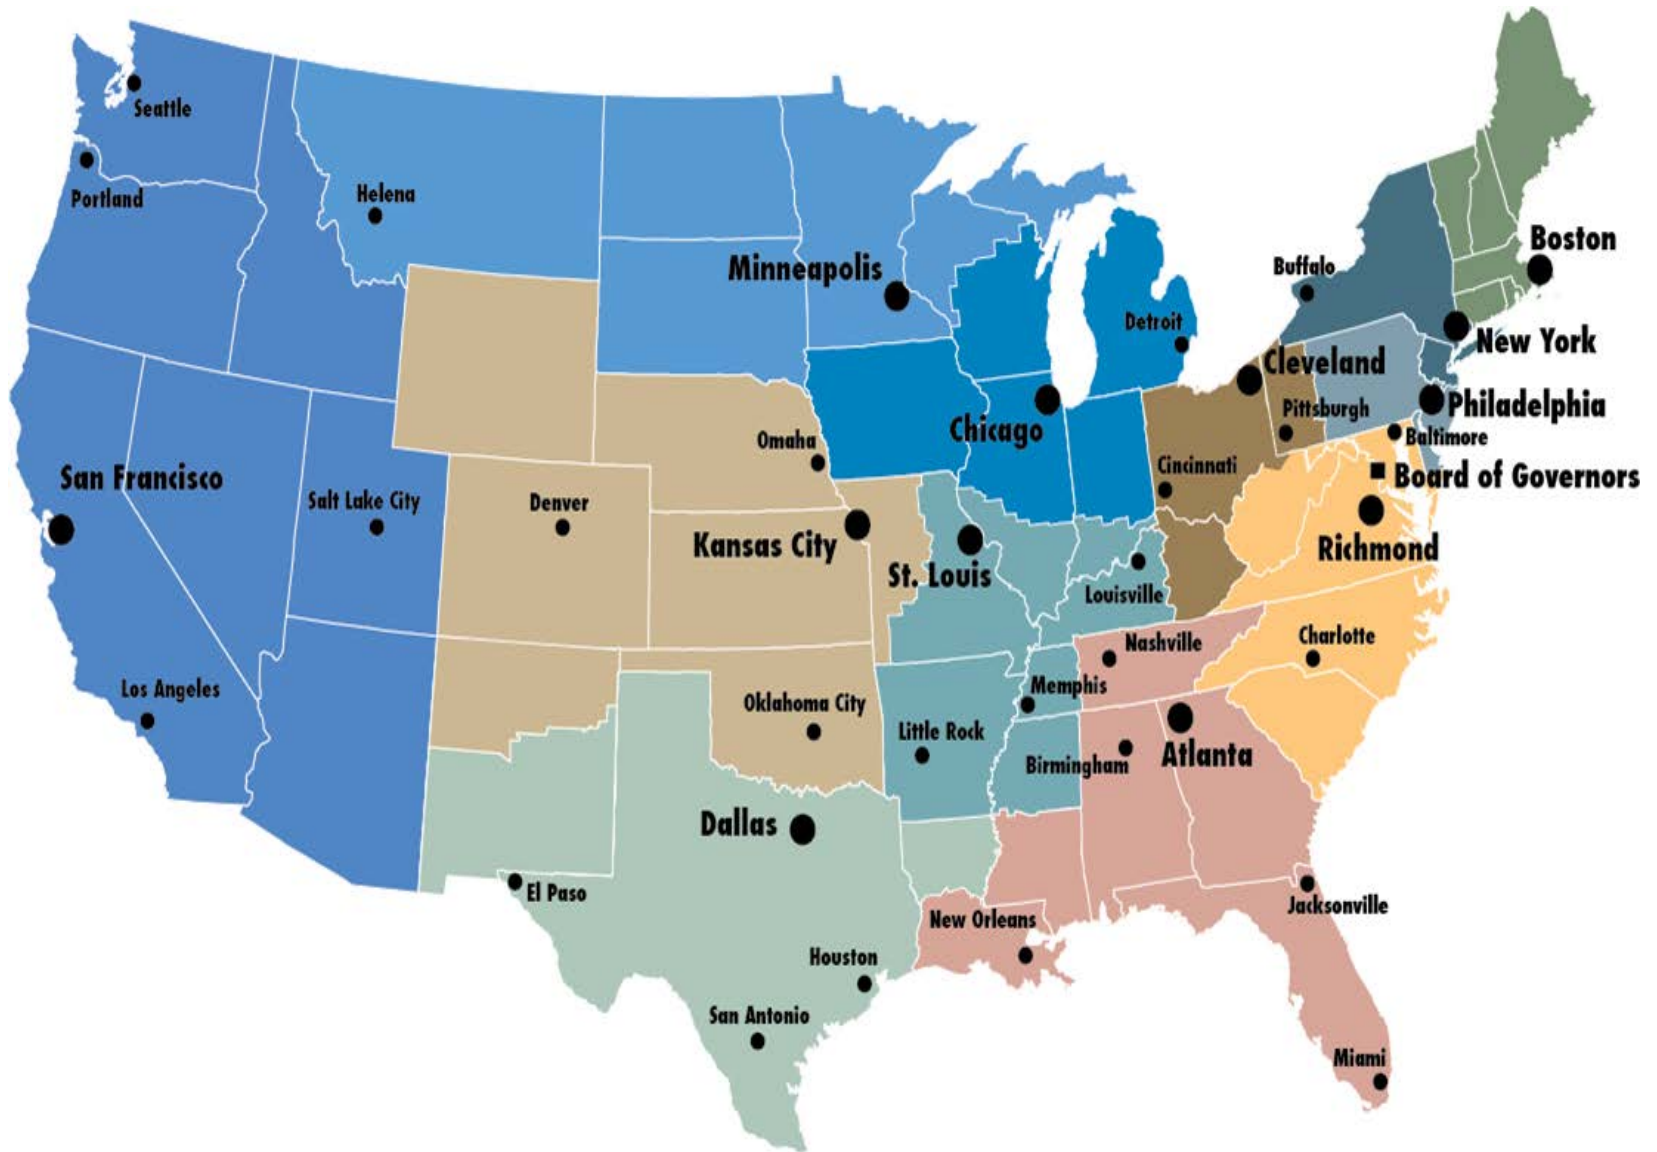 Seattle
Portland
Helena
Minneapolis
Boston
Buffalo
Detroit
New York
Cleveland
Philadelphia
Pittsburgh
Chicago
Omaha
Baltimore
Cincinnati
Board of Governors
San Francisco
Salt Lake City
Denver
Kansas City
Richmond
St. Louis
Louisville
Charlotte
Nashville
Los Angeles
Memphis
Oklahoma City
Little Rock
Atlanta
Birmingham
Dallas
El Paso
Jacksonville
New Orleans
Houston
San Antonio
Miami